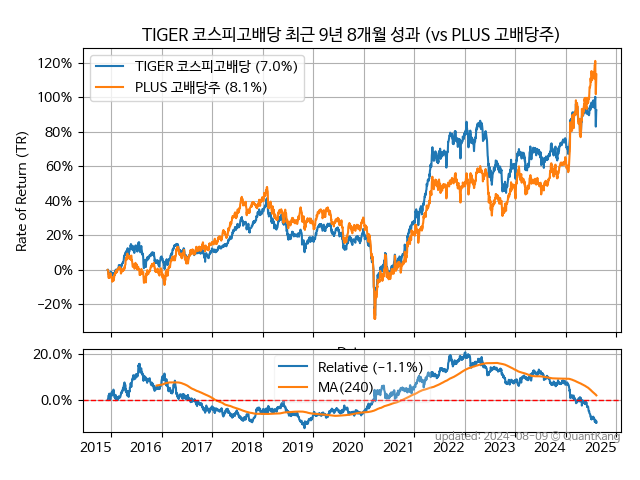 TIGER 코스피고배당 최근 9년 8개월 성과 (vs PLUS 고배당주)
TIGER 코스피고배당 (7.0%)
PLUS 고배당주 (8.1%)
Rate of Return (TR)
120%
100%
80%
60%
40%
20%
0%
−20%
20.0%
0.0%
Relative (−1.1%)
MA(240)
2015 2016 2017 2018 2019 2020 2021 2022 2023 2024 2025
updated: 2024-08-09 © QuantKang